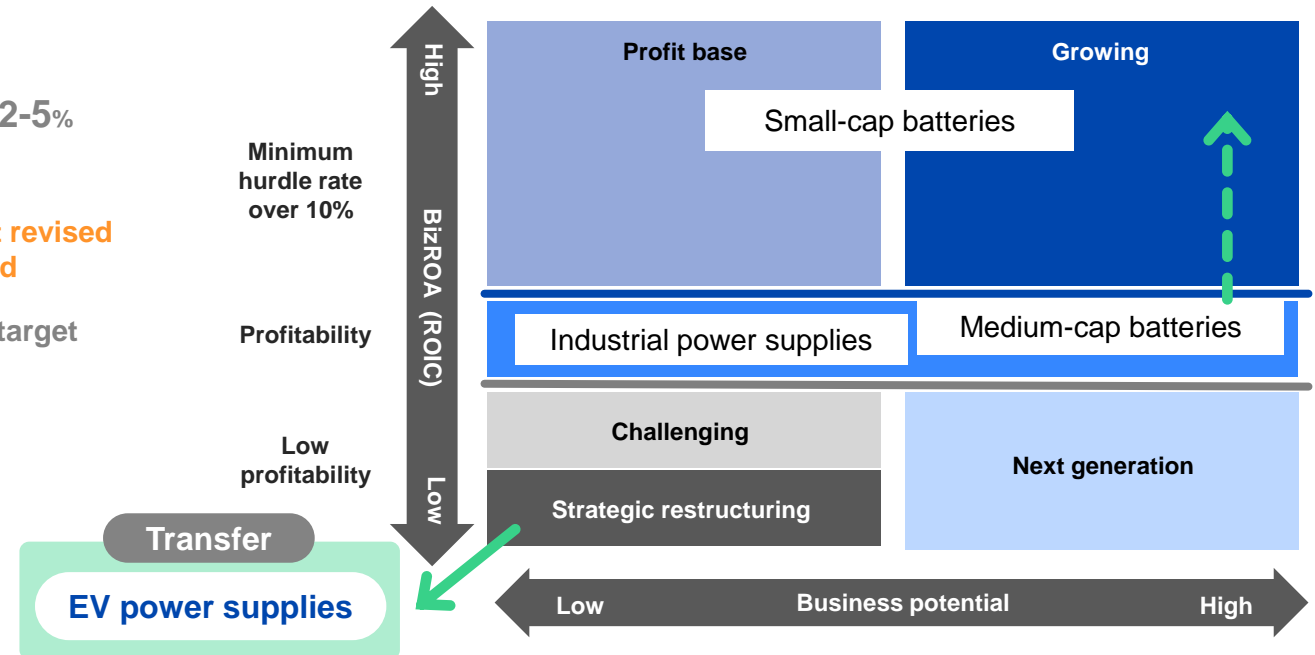 2-5%
revised
d
target
High
BizROA (ROIC)
Low
Minimum
hurdle rate
over 10%
Profitability
Low
profitability
Profit base
Growing
Small-cap batteries
Industrial power supplies
Medium-cap batteries
Challenging
Strategic restructuring
Next generation
Transfer
EV power supplies
Low
Business potential
High